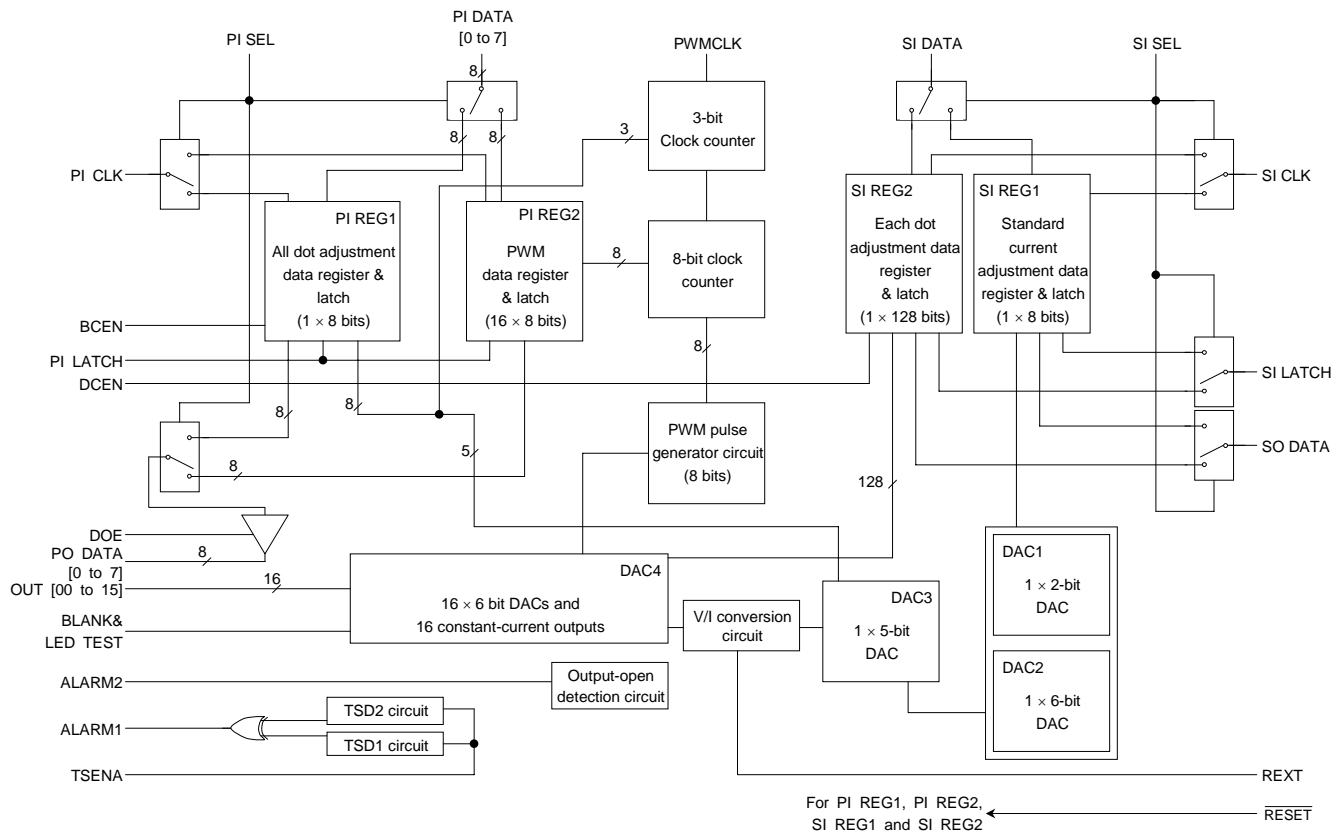 PI DATA
[0 to 7]
PI SEL
PWMCLK
SI DATA
SI SEL
8
8
8
3
3-bit
Clock counter
PI CLK
SI CLK
PI REG1
All dot adjustment
data register &
latch
(1 × 8 bits)
PI REG2
PWM
data register
& latch
(16 × 8 bits)
8
8-bit clock
counter
SI REG2
Each dot
adjustment data
register
& latch
(1 × 128 bits)
SI REG1
Standard
current
adjustment data
register & latch
(1 × 8 bits)
BCEN
PI LATCH
DCEN
8
SI LATCH
8
8
5
8
PWM pulse
generator circuit
(8 bits)
128
SO DATA
DOE
PO DATA
[0 to 7]
8
OUT [00 to 15]
16
BLANK&
LED TEST
DAC4
16 × 6 bit DACs and
16 constant-current outputs
V/I conversion
circuit
DAC3
1 × 5-bit
DAC
DAC1
1 × 2-bit
DAC
DAC2
1 × 6-bit
DAC
ALARM2
Output-open
detection circuit
ALARM1
TSD2 circuit
TSD1 circuit
TSENA
REXT
For PI REG1, PI REG2,
SI REG1 and SI REG2
RESET